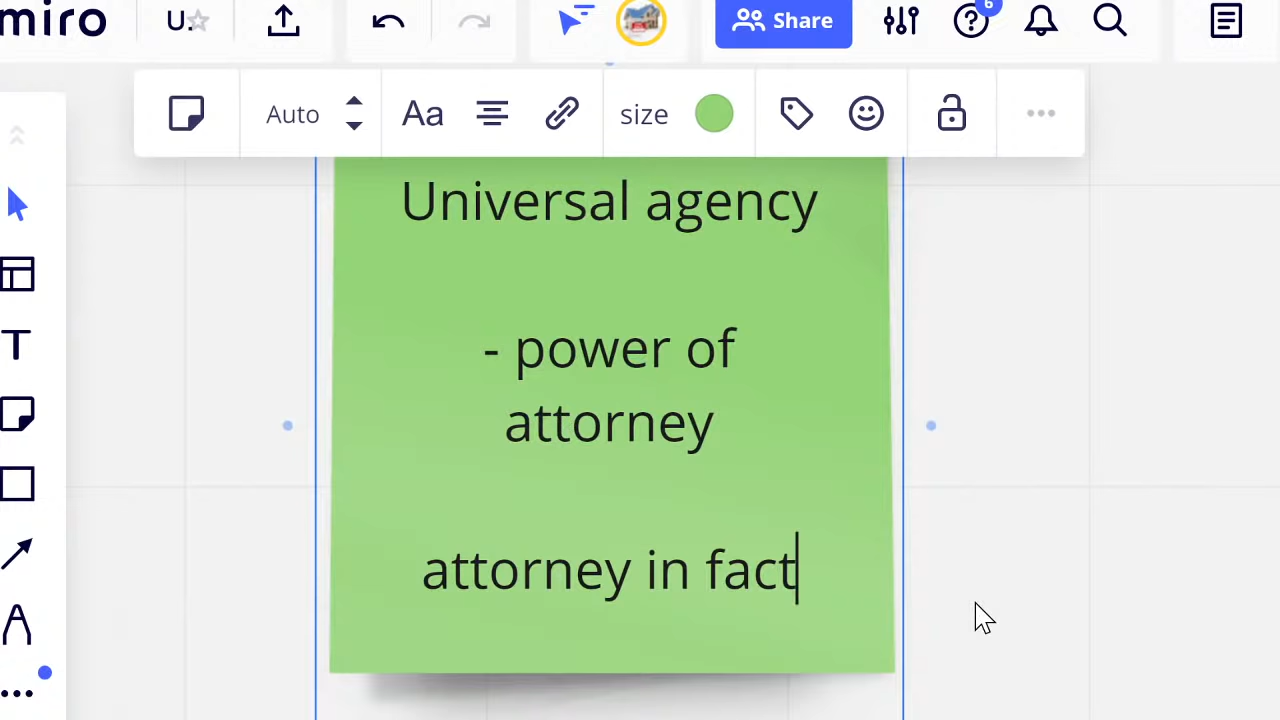 miro
U.
6
Share
Auto
Aa
size
Universal agency
- power of
attorney
attorney in fact
T